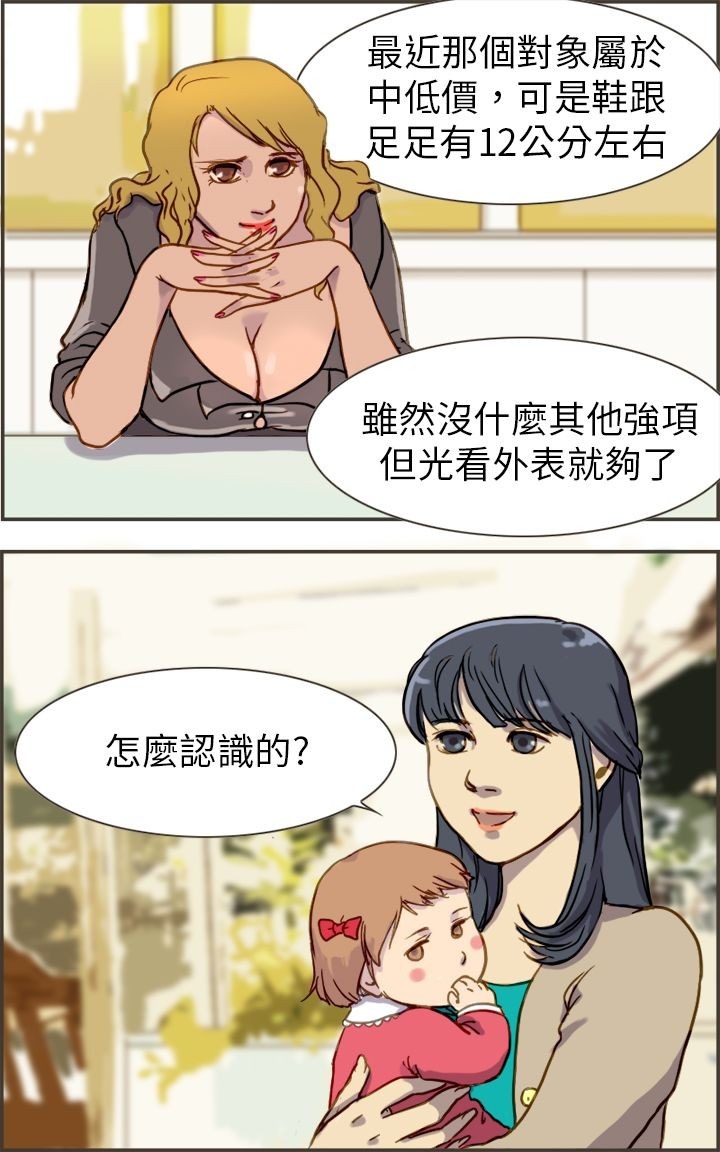 最近那個對象屬於
中低價，可是鞋跟
足足有12公分左右
雖然沒什麼其他強項
但光看外表就夠了
怎麼認識的?